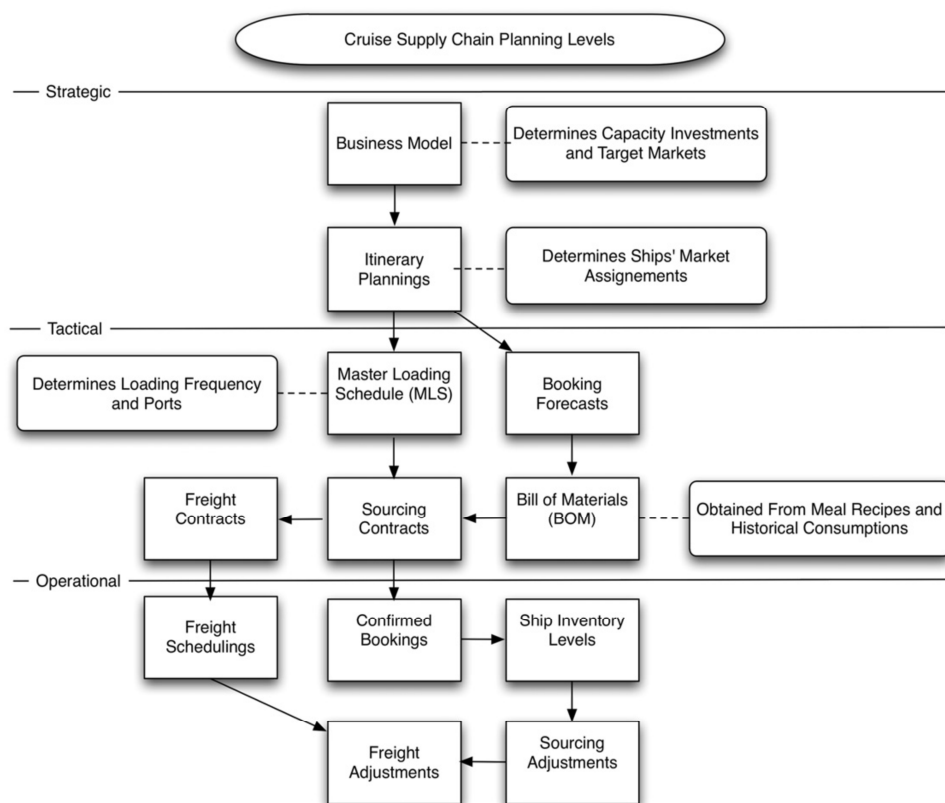 Cruise Supply Chain Planning Levels
Strategic
Business Model
Determines Capacity Investments
and Target Markets
Itinerary
Plannings
Determines Ships' Market
Assignements
Tactical
Determines Loading Frequency
and Ports
Master Loading
Schedule (MLS)
Booking
Forecasts
Freight
Contracts
Sourcing
Contracts
Bill of Materials
(BOM)
Obtained From Meal Recipes and
Historical Consumptions
Operational
Freight
Schedulings
Confirmed
Bookings
Ship Inventory
Levels
Freight
Adjustments
Sourcing
Adjustments